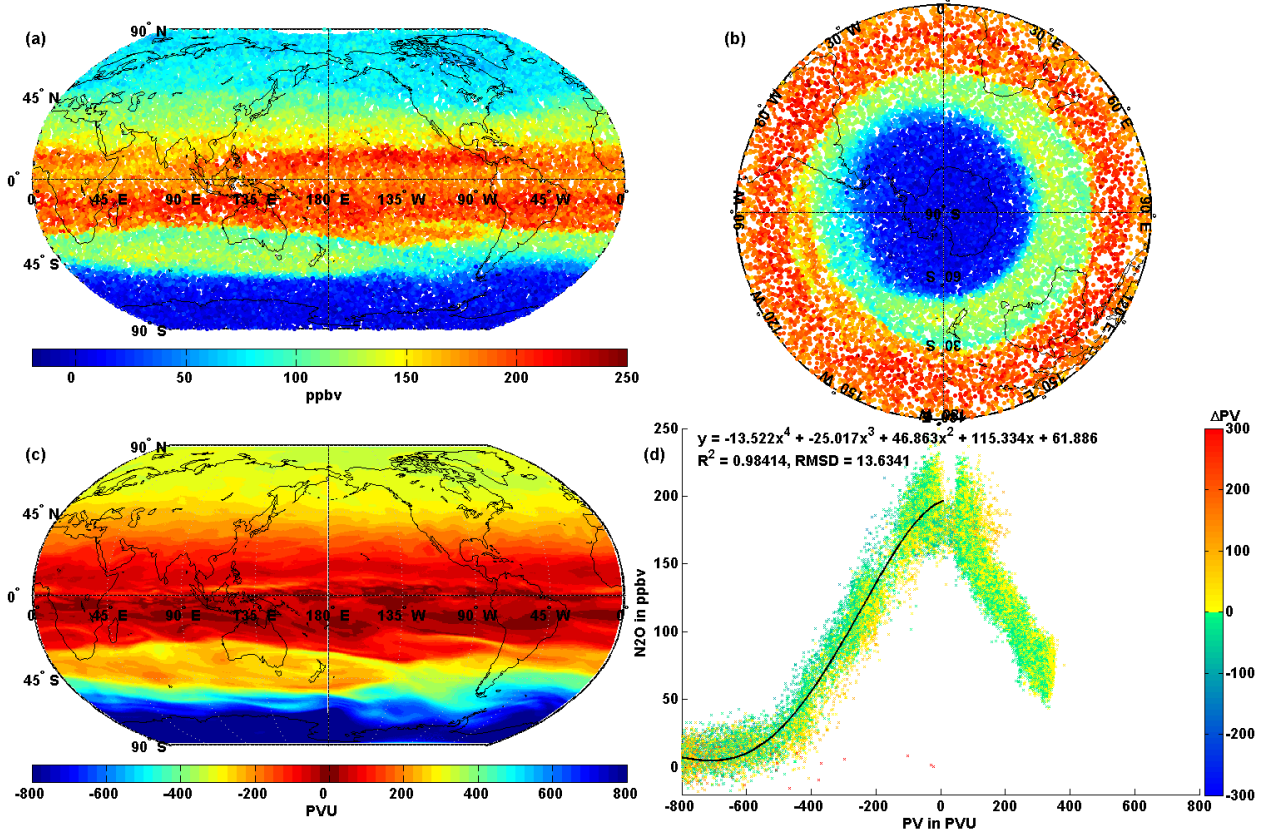 (a)
90° N
45° N
0°
0° 45° E 90° E 135° E 180° E 135° W 90° W 45° W 0°
45° S
90° S
0 50 100 150 200 250
ppbv
(b)
0°
30° W 30° E
60° W 60° E
90° W 90° S 90° E
60° S
120° W 30° S 120° E
150° W 150° E
(c)
90° N
45° N
0°
0° 45° E 90° E 135° E 180° E 135° W 90° W 45° W 0°
45° S
90° S
-800 -600 -400 -200 0 200 400 600 800
PVU
(d)
y = -13.522x⁴ + -25.017x³ + 46.863x² + 115.334x + 61.886
R² = 0.98414, RMSD = 13.6341
N2O in ppbv
250
200
150
100
50
0
-800 -600 -400 -200 0 200 400 600 800
PV in PVU
ΔPV
300
200
100
0
-100
-200
-300